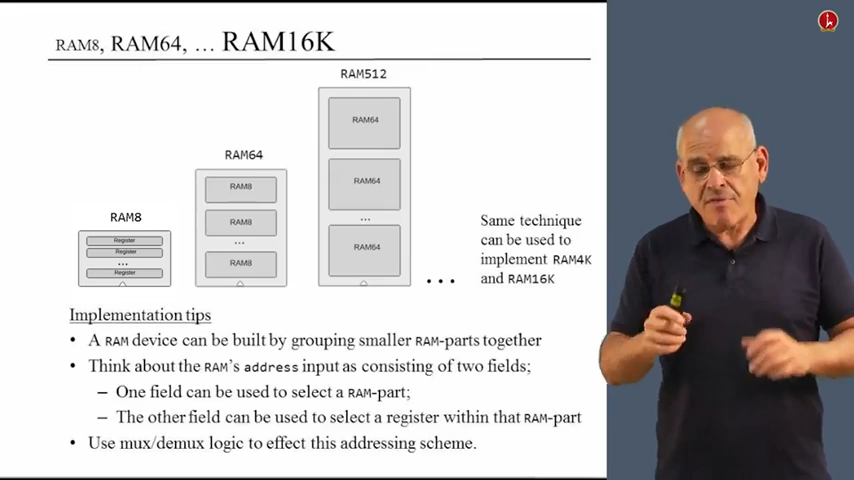 RAM8, RAM64, … RAM16K
RAM512
RAM64
RAM64
...
RAM64
RAM64
RAM8
RAM8
...
RAM8
RAM8
Register
Register
...
Register
...
Same technique
can be used to
implement RAM4K
and RAM16K
Implementation tips
• A RAM device can be built by grouping smaller RAM-parts together
• Think about the RAM's address input as consisting of two fields;
– One field can be used to select a RAM-part;
– The other field can be used to select a register within that RAM-part
• Use mux/demux logic to effect this addressing scheme.